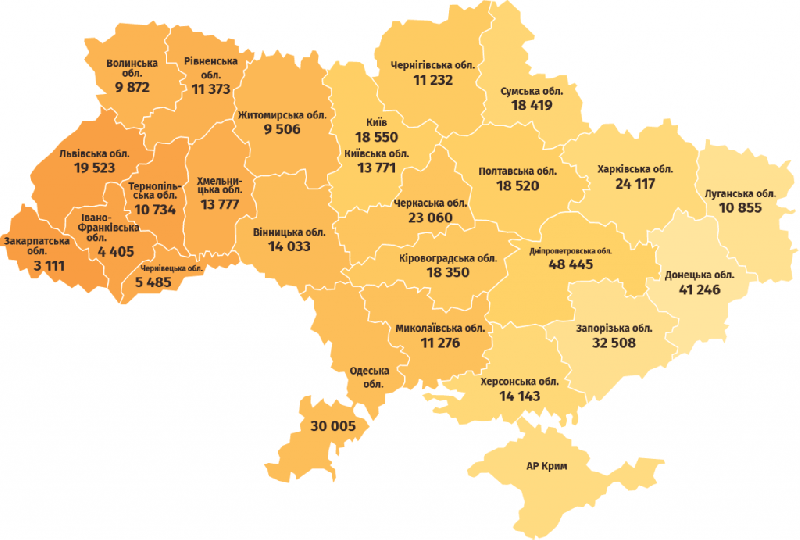 Волинська
обл.
9 872
Рівненська
обл.
11 373
Житомирська обл.
9 506
Київ
18 550
Київська обл.
13 771
Чернігівська обл.
11 232
Сумська обл.
18 419
Львівська обл.
19 523
Тернопіль-
ська обл.
10 734
Хмельни-
цька обл.
13 777
Вінницька обл.
14 033
Черкаська обл.
23 060
Полтавська обл.
18 520
Харківська обл.
24 117
Луганська обл.
10 855
Закарпатська
обл.
3 111
Івано-
Франківська
обл.
4 405
Чернівецька обл.
5 485
Кіровоградська обл.
18 350
Дніпропетровська обл.
48 445
Донецька обл.
41 246
Одеська
обл.
30 005
Миколаївська обл.
11 276
Запорізька обл.
32 508
Херсонська обл.
14 143
АР Крим